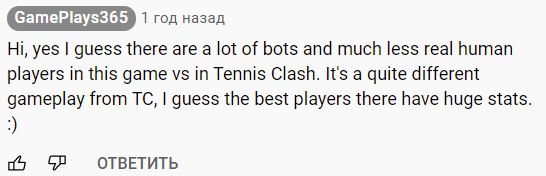 GamePlays365 1 год назад
Hi, yes I guess there are a lot of bots and much less real human
players in this game vs in Tennis Clash. It's a quite different
gameplay from TC, I guess the best players there have huge stats.
:)
ОТВЕТИТЬ